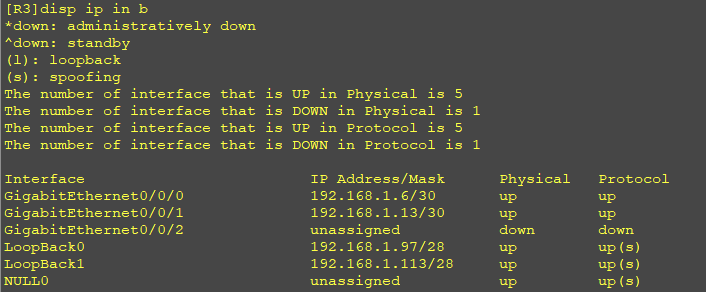 [R3]disp ip in b
*down: administratively down
^down: standby
(l): loopback
(s): spoofing
The number of interface that is UP in Physical is 5
The number of interface that is DOWN in Physical is 1
The number of interface that is UP in Protocol is 5
The number of interface that is DOWN in Protocol is 1
Interface IP Address/Mask Physical Protocol
GigabitEthernet0/0/0 192.168.1.6/30 up up
GigabitEthernet0/0/1 192.168.1.13/30 up up
GigabitEthernet0/0/2 unassigned down down
LoopBack0 192.168.1.97/28 up up(s)
LoopBack1 192.168.1.113/28 up up(s)
NULL0 unassigned up up(s)